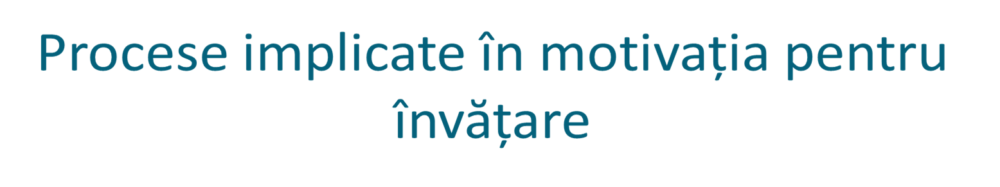 Procese implicate în motivația pentru
învățare